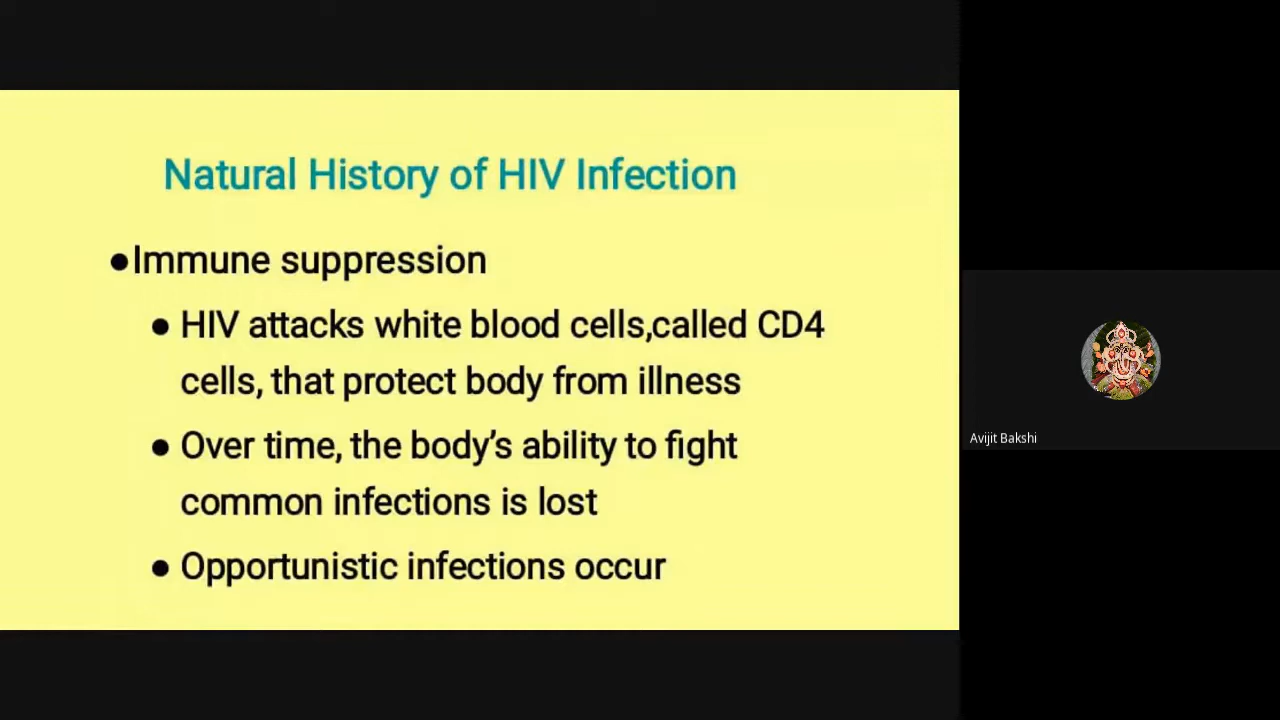 Natural History of HIV Infection
●Immune suppression
● HIV attacks white blood cells,called CD4
cells, that protect body from illness
● Over time, the body’s ability to fight
common infections is lost
● Opportunistic infections occur
Avijit Bakshi